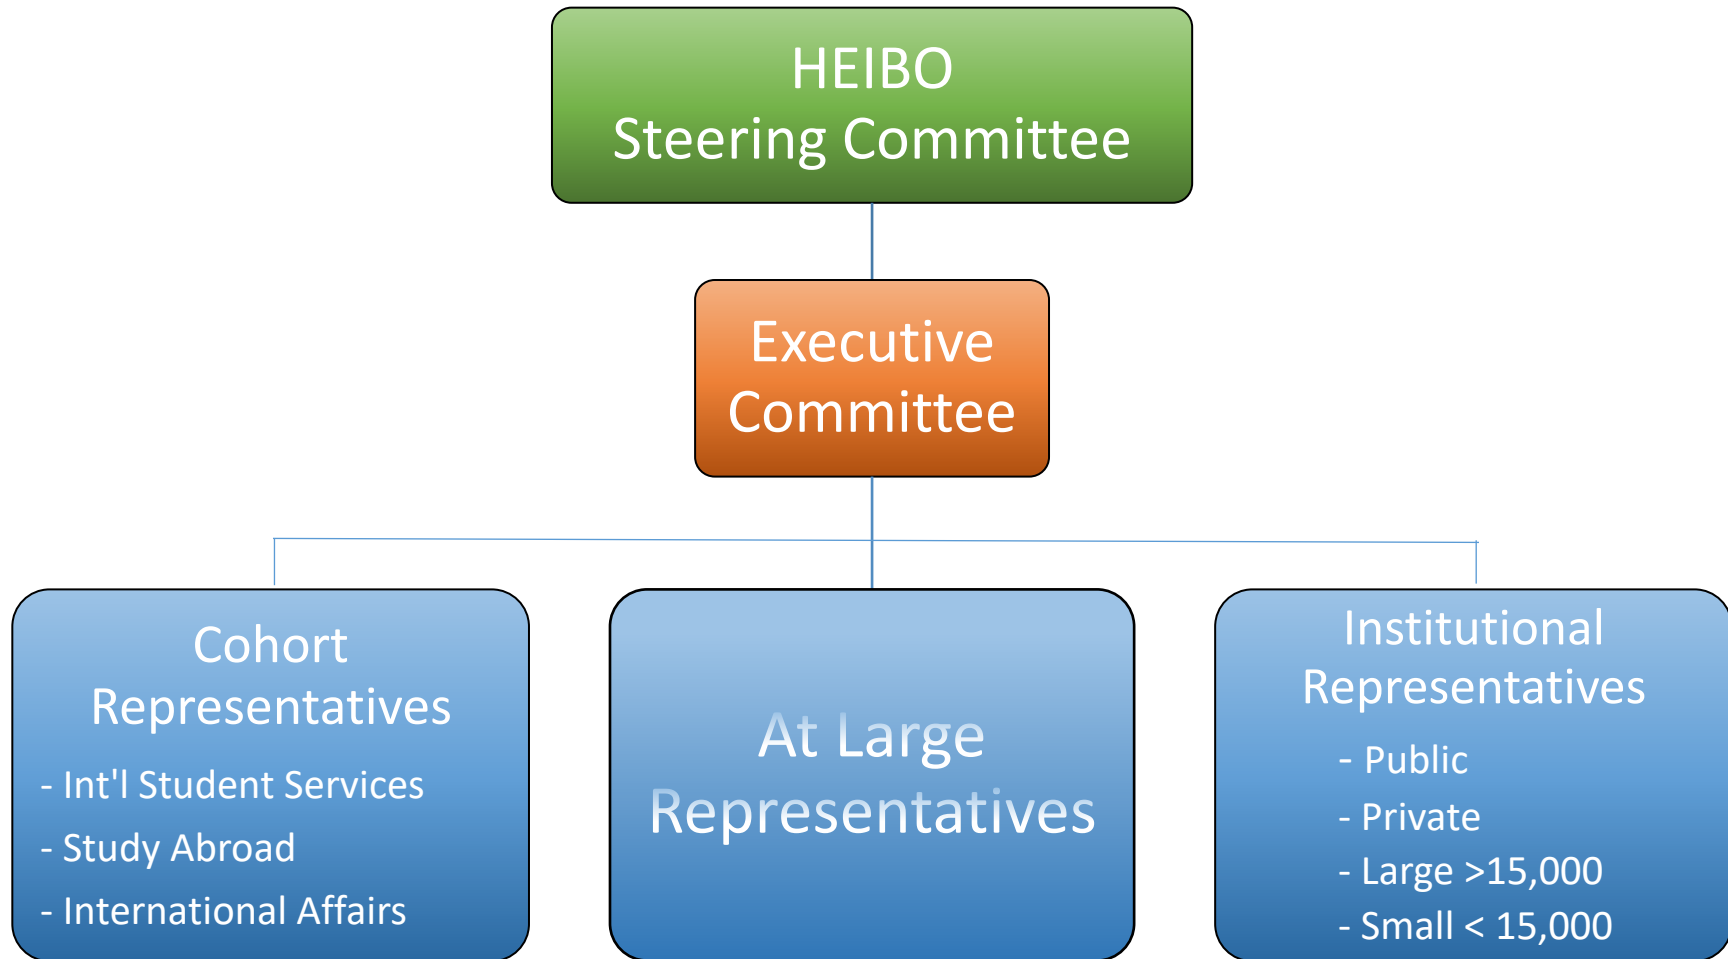 HEIBO
Steering Committee
Executive
Committee
Cohort
Representatives
- Int'l Student Services
- Study Abroad
- International Affairs
At Large
Representatives
Institutional
Representatives
- Public
- Private
- Large >15,000
- Small < 15,000